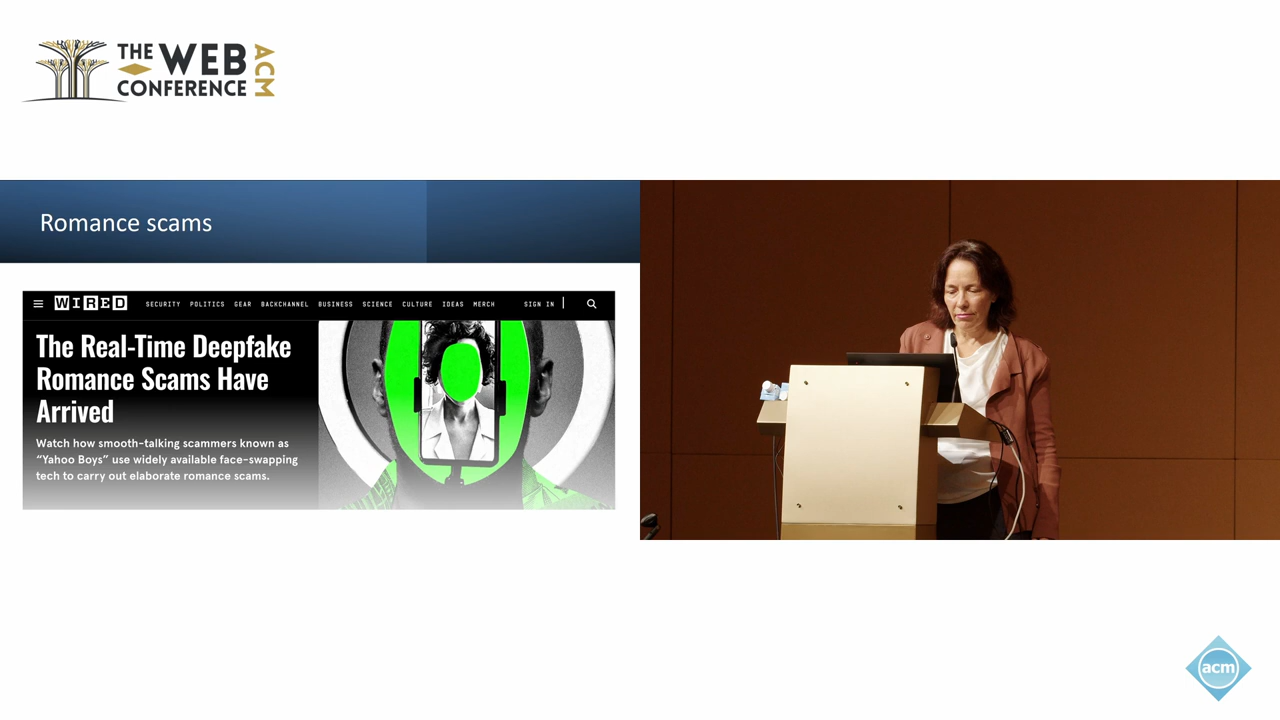 THE WEB
CONFERENCE
ACM
Romance scams
WIRED SECURITY POLITICS GEAR BACKCHANNEL BUSINESS SCIENCE CULTURE IDEAS MERCH SIGN IN
The Real-Time Deepfake
Romance Scams Have
Arrived
Watch how smooth-talking scammers known as
“Yahoo Boys” use widely available face-swapping
tech to carry out elaborate romance scams.
acm